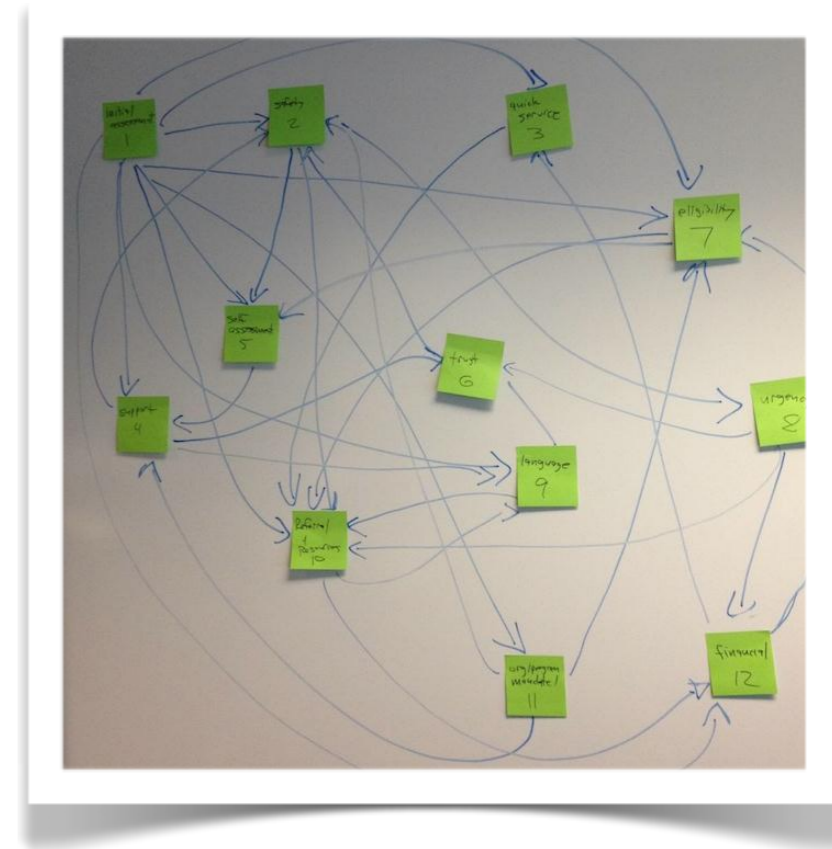 initial
assessment
1
safety
2
quick
service
3
eligibility
7
self
assessment
5
trust
6
support
4
urgenc
8
language
9
Referral
+
Resources
10
org/program
mandate/
11
financial
12